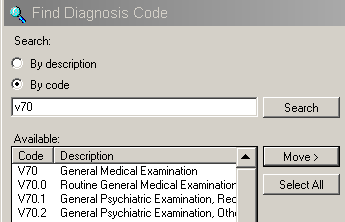 Find Diagnosis Code
Search:
By description
By code
v70
Search
Available:
Code Description
Move >
V70 General Medical Examination
V70.0 Routine General Medical Examination
Select All
V70.1 General Psychiatric Examination, Rec
V70.2 General Psychiatric Examination, Othe